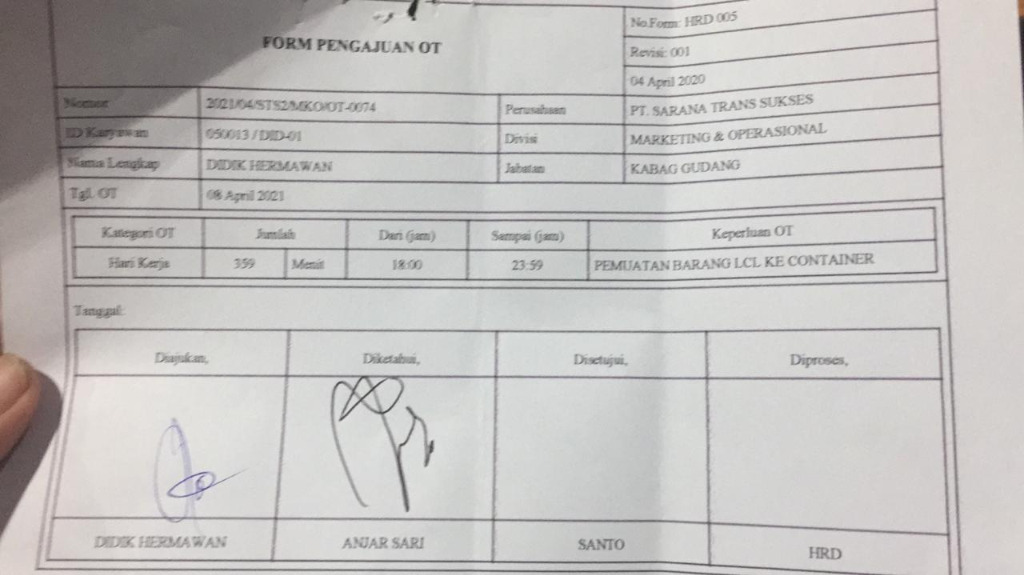 FORM PENGAJUAN OT
No.Form: HRD 005
Revisi: 001
04 April 2020
Nomor 2021/04/STS2/MKO/OT-0074 Perusahaan PT. SARANA TRANS SUKSES
ID Karyawan 050013 / DID-01 Divisi MARKETING & OPERASIONAL
Nama Lengkap DIDIK HERMAWAN Jabatan KABAG GUDANG
Tgl. OT 08 April 2021
Kategori OT Jumlah Dari (jam) Sampai (jam) Keperluan OT
Hari Kerja 359 Menit 18:00 23:59 PEMUATAN BARANG LCL KE CONTAINER
Tanggal:
Diajukan, Diketahui, Disetujui, Diproses,
DIDIK HERMAWAN ANJAR SARI SANTO HRD